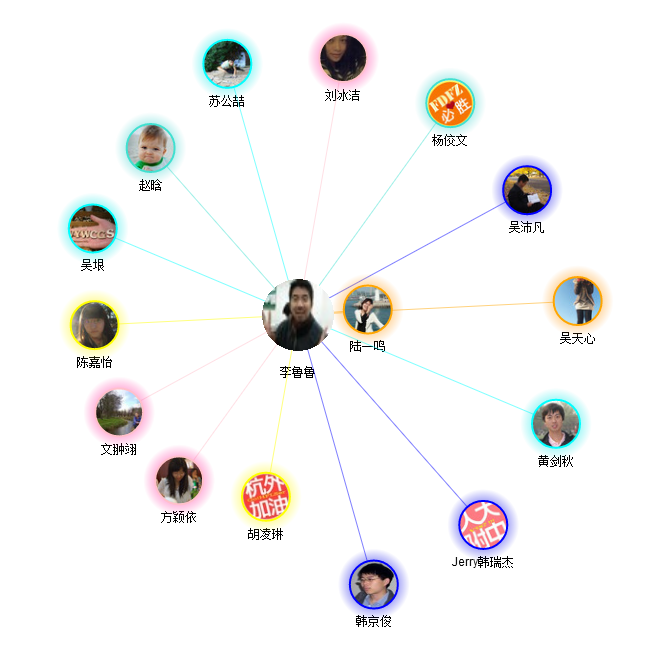 刘冰洁
苏公喆
FDFZ
必胜
杨佼文
赵晗
吴沛凡
WWCCS
吴垠
陆一鸣
吴天心
陈嘉怡
李鲁鲁
文翀翊
黄剑秋
方颖依
杭外
加油
胡凌琳
人大
附中
Jerry韩瑞杰
韩京俊